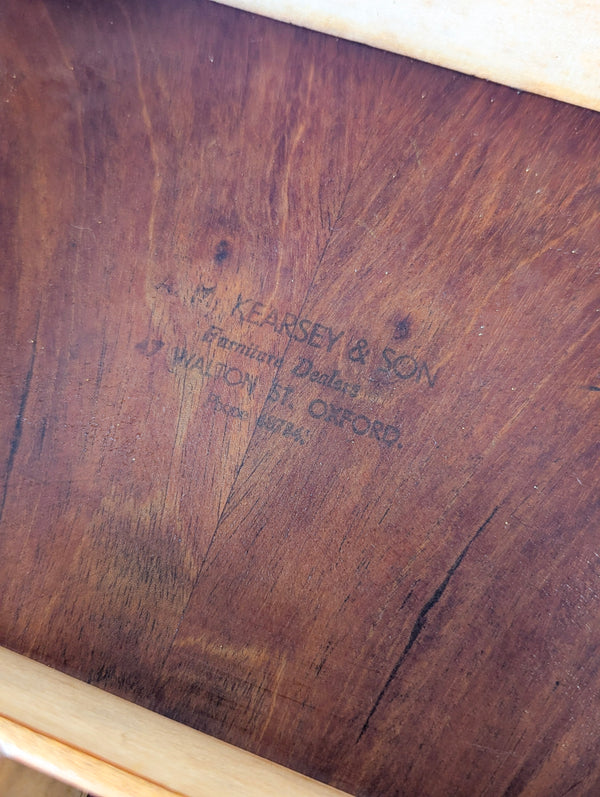 A. M. KEARSEY & SON
Furniture Dealers
47 WALTON ST. OXFORD.